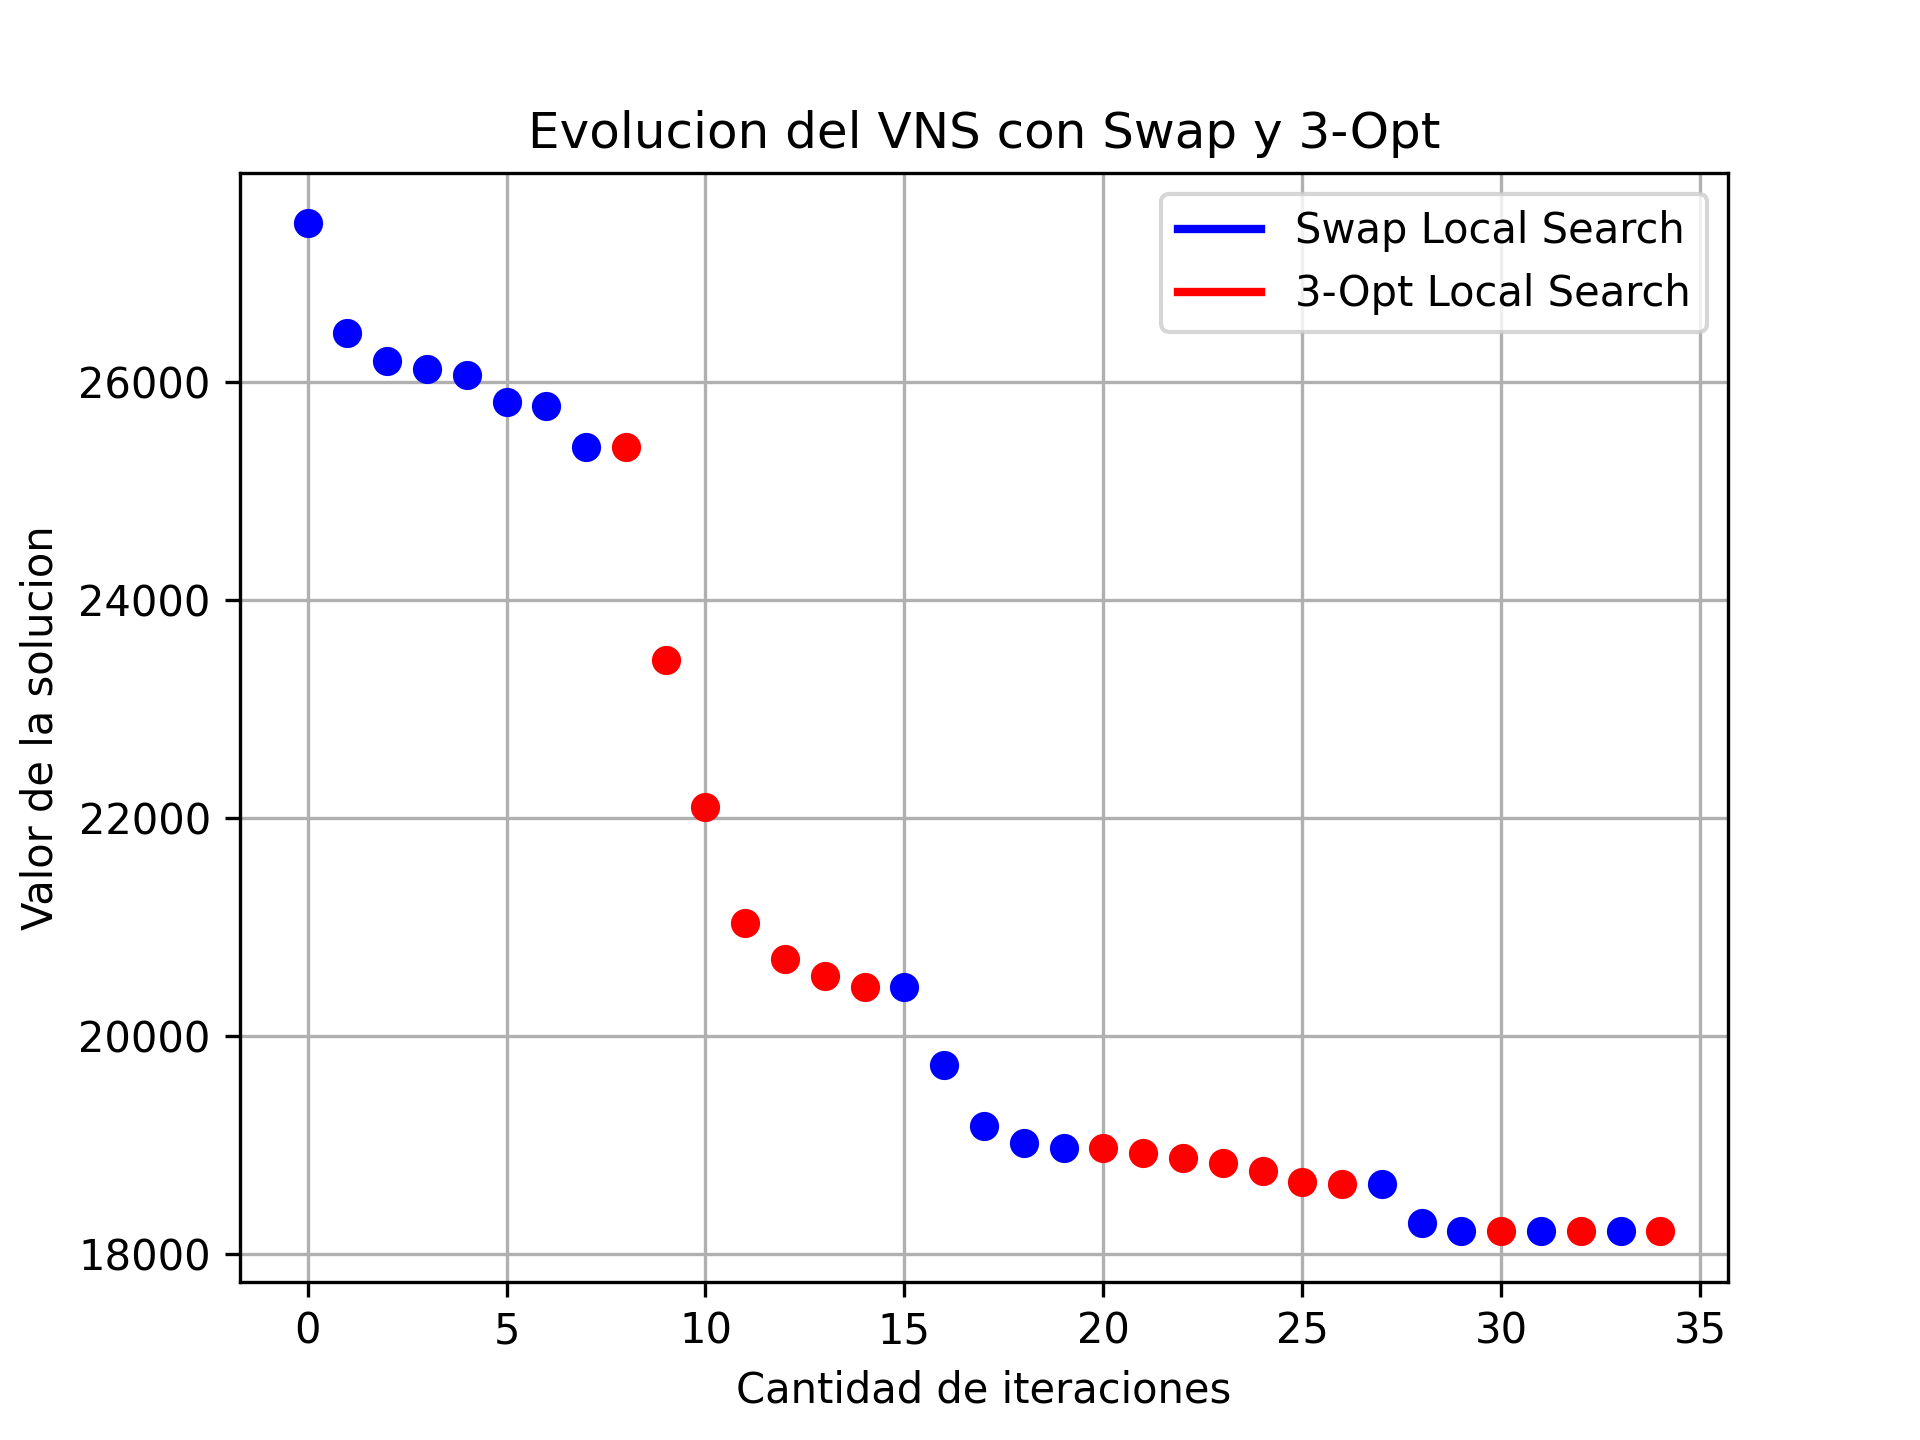 Evolucion del VNS con Swap y 3-Opt
Swap Local Search
3-Opt Local Search
Valor de la solucion
26000
24000
22000
20000
18000
0 5 10 15 20 25 30 35
Cantidad de iteraciones